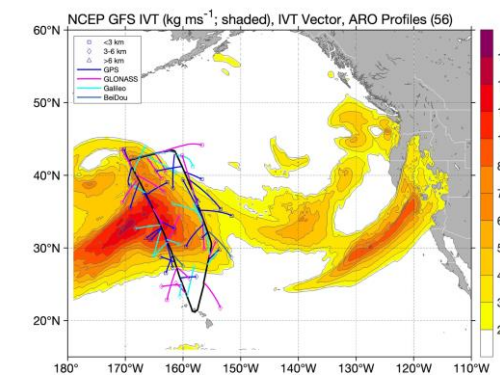 NCEP GFS IVT (kg ms⁻¹; shaded), IVT Vector, ARO Profiles (56)
60°N
<3 km
3-6 km
>6 km
GPS
GLONASS
Galileo
BeiDou
50°N
40°N
30°N
20°N
180° 170°W 160°W 150°W 140°W 130°W 120°W 110°W